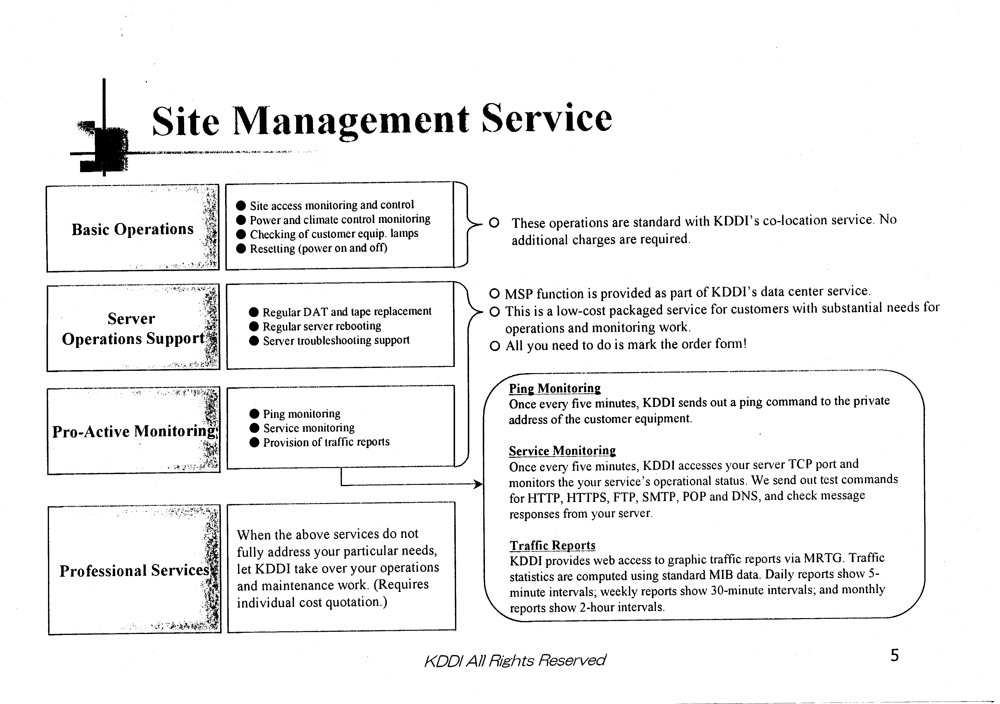 Site Management Service
Basic Operations
● Site access monitoring and control
● Power and climate control monitoring
● Checking of customer equip. lamps
● Resetting (power on and off)
○ These operations are standard with KDDI's co-location service. No
additional charges are required.
Server
Operations Support
● Regular DAT and tape replacement
● Regular server rebooting
● Server troubleshooting support
○ MSP function is provided as part of KDDI's data center service.
○ This is a low-cost packaged service for customers with substantial needs for
operations and monitoring work.
○ All you need to do is mark the order form!
Pro-Active Monitoring
● Ping monitoring
● Service monitoring
● Provision of traffic reports
Ping Monitoring
Once every five minutes, KDDI sends out a ping command to the private
address of the customer equipment.
Service Monitoring
Once every five minutes, KDDI accesses your server TCP port and
monitors the your service's operational status. We send out test commands
for HTTP, HTTPS, FTP, SMTP, POP and DNS, and check message
responses from your server.
Traffic Reports
KDDI provides web access to graphic traffic reports via MRTG. Traffic
statistics are computed using standard MIB data. Daily reports show 5-
minute intervals; weekly reports show 30-minute intervals; and monthly
reports show 2-hour intervals.
Professional Services
When the above services do not
fully address your particular needs,
let KDDI take over your operations
and maintenance work. (Requires
individual cost quotation.)
KDDI All Rights Reserved
5